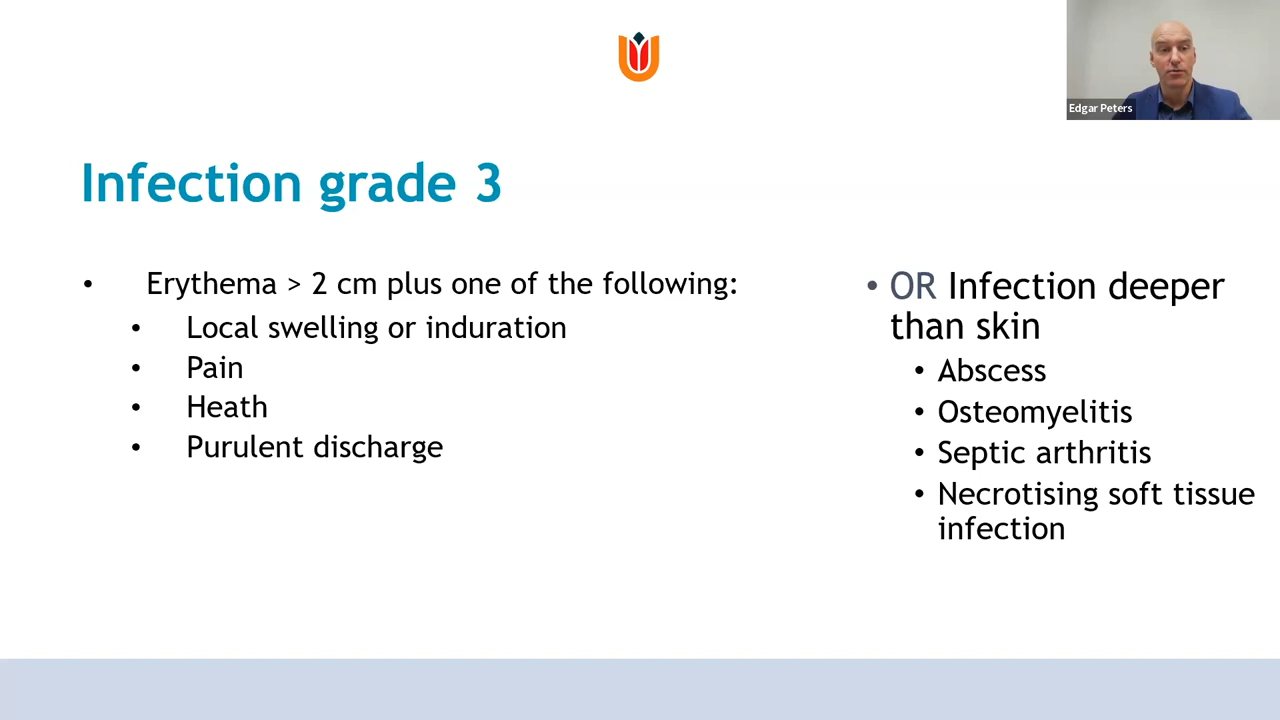 Edgar Peters
Infection grade 3
• Erythema > 2 cm plus one of the following:
• Local swelling or induration
• Pain
• Heath
• Purulent discharge
• OR Infection deeper
than skin
• Abscess
• Osteomyelitis
• Septic arthritis
• Necrotising soft tissue
infection